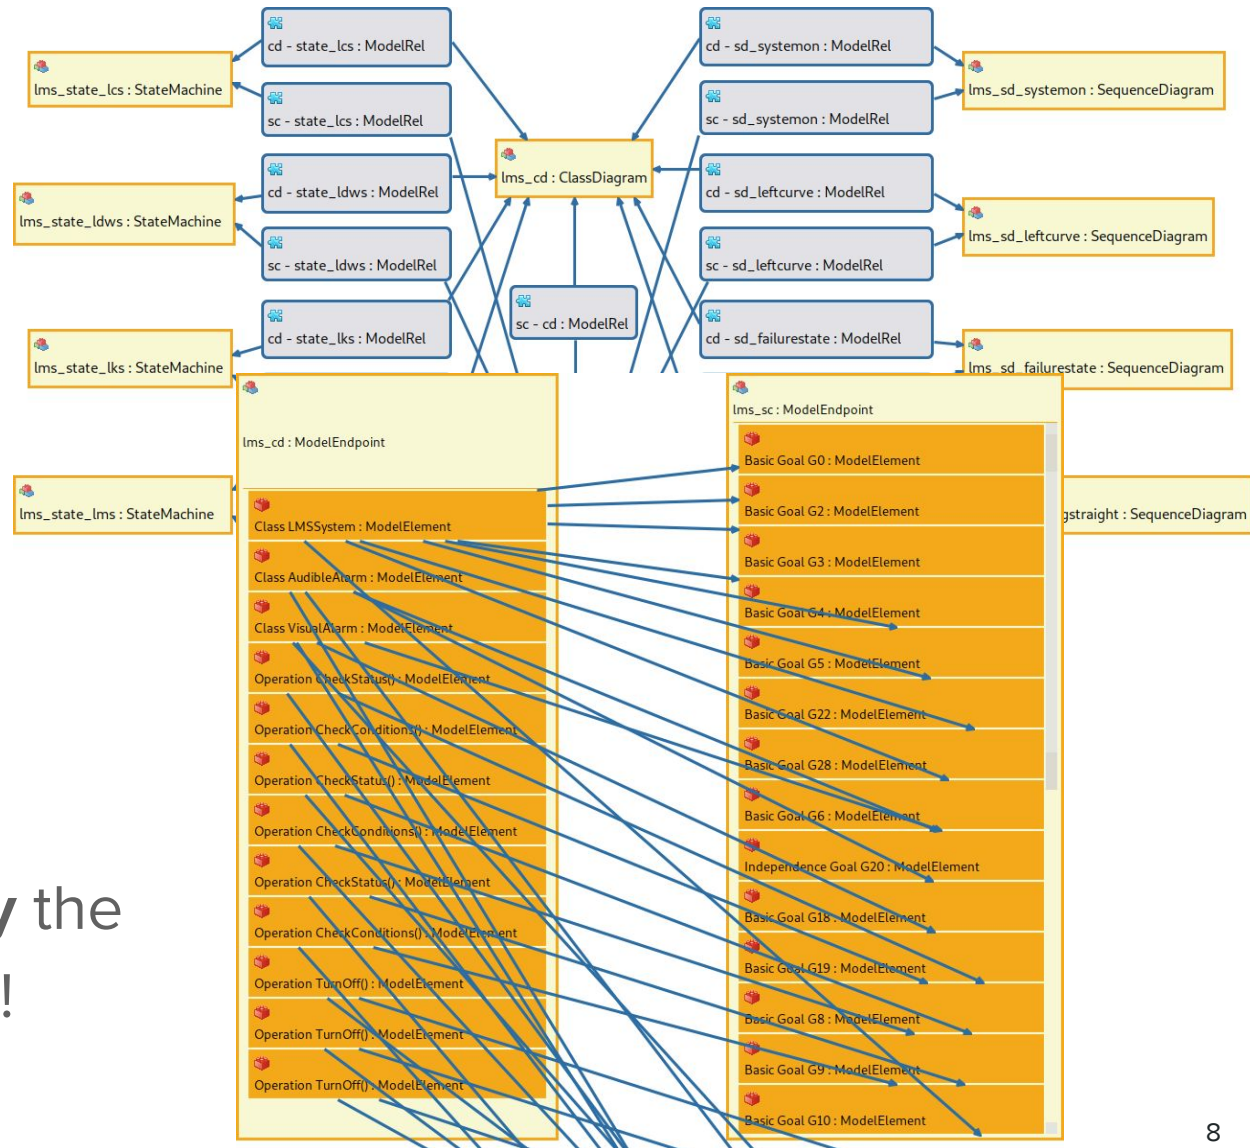 cd - state_lcs : ModelRel
cd - sd_systemon : ModelRel
lms_state_lcs : StateMachine
lms_sd_systemon : SequenceDiagram
sc - state_lcs : ModelRel
sc - sd_systemon : ModelRel
lms_cd : ClassDiagram
cd - state_ldws : ModelRel
cd - sd_leftcurve : ModelRel
lms_state_ldws : StateMachine
lms_sd_leftcurve : SequenceDiagram
sc - state_ldws : ModelRel
sc - sd_leftcurve : ModelRel
sc - cd : ModelRel
cd - state_lks : ModelRel
cd - sd_failurestate : ModelRel
lms_state_lks : StateMachine
lms_sd_failurestate : SequenceDiagram
lms_state_lms : StateMachine
gstraight : SequenceDiagram
lms_cd : ModelEndpoint
Class LMSSystem : ModelElement
Class AudibleAlarm : ModelElement
Class VisualAlarm : ModelElement
Operation CheckStatus() : ModelElement
Operation CheckConditions() : ModelElement
Operation CheckStatus() : ModelElement
Operation CheckConditions() : ModelElement
Operation CheckStatus() : ModelElement
Operation CheckConditions() : ModelElement
Operation TurnOff() : ModelElement
Operation TurnOff() : ModelElement
Operation TurnOff() : ModelElement
lms_sc : ModelEndpoint
Basic Goal G0 : ModelElement
Basic Goal G2 : ModelElement
Basic Goal G3 : ModelElement
Basic Goal G4 : ModelElement
Basic Goal G5 : ModelElement
Basic Goal G22 : ModelElement
Basic Goal G28 : ModelElement
Basic Goal G6 : ModelElement
Independence Goal G20 : ModelElement
Basic Goal G18 : ModelElement
Basic Goal G19 : ModelElement
Basic Goal G8 : ModelElement
Basic Goal G9 : ModelElement
Basic Goal G10 : ModelElement
y the
!
8